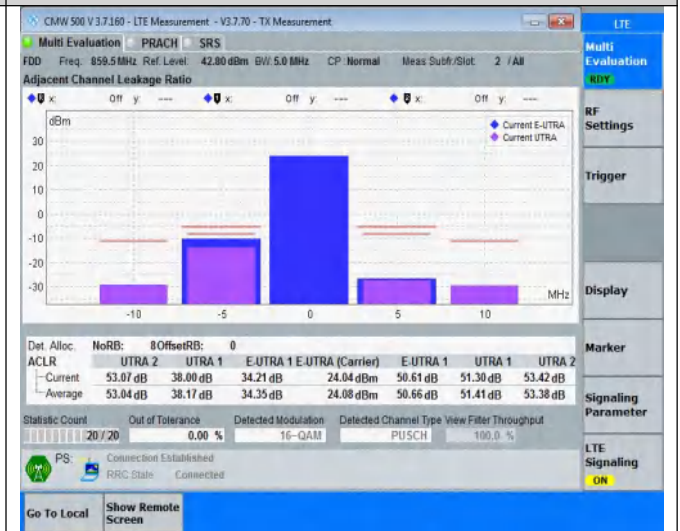 CMW 500 V 3.7.160 - LTE Measurement - V3.7.70 - TX Measurement
LTE
Multi Evaluation PRACH SRS
Multi Evaluation
RDY
FDD Freq.: 859.5 MHz Ref. Level: 42.80 dBm BW: 5.0 MHz CP: Normal Meas Subfr./Slot: 2 / All
Adjacent Channel Leakage Ratio
x: Off y: --- x: Off y: --- x: Off y: ---
RF Settings
dBm
Current E-UTRA
Current UTRA
30
20
10
0
-10
-20
-30
MHz
-10 -5 0 5 10
Trigger
Display
Marker
Det. Alloc. NoRB: 8 OffsetRB: 0
ACLR UTRA 2 UTRA 1 E-UTRA 1 E-UTRA (Carrier) E-UTRA 1 UTRA 1 UTRA 2
Current 53.07 dB 38.00 dB 34.21 dB 24.04 dBm 50.61 dB 51.30 dB 53.42 dB
Average 53.04 dB 38.17 dB 34.35 dB 24.08 dBm 50.66 dB 51.41 dB 53.38 dB
Signaling Parameter
Statistic Count Out of Tolerance Detected Modulation Detected Channel Type View Filter Throughput
20 / 20 0.00 % 16-QAM PUSCH 100.0 %
PS: Connection Established
RRC State Connected
LTE Signaling
ON
Go To Local
Show Remote Screen